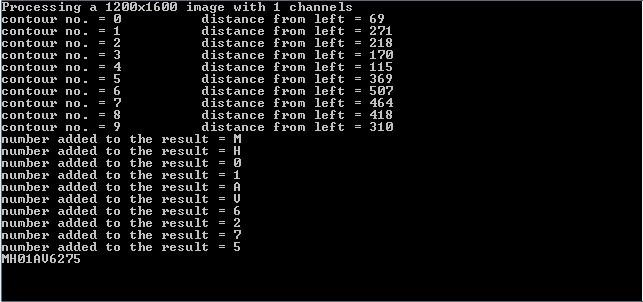 Processing a 1200x1600 image with 1 channels
contour no. = 0 distance from left = 69
contour no. = 1 distance from left = 271
contour no. = 2 distance from left = 218
contour no. = 3 distance from left = 170
contour no. = 4 distance from left = 115
contour no. = 5 distance from left = 369
contour no. = 6 distance from left = 507
contour no. = 7 distance from left = 464
contour no. = 8 distance from left = 418
contour no. = 9 distance from left = 310
number added to the result = M
number added to the result = H
number added to the result = 0
number added to the result = 1
number added to the result = A
number added to the result = V
number added to the result = 6
number added to the result = 2
number added to the result = 7
number added to the result = 5
MH01AV6275